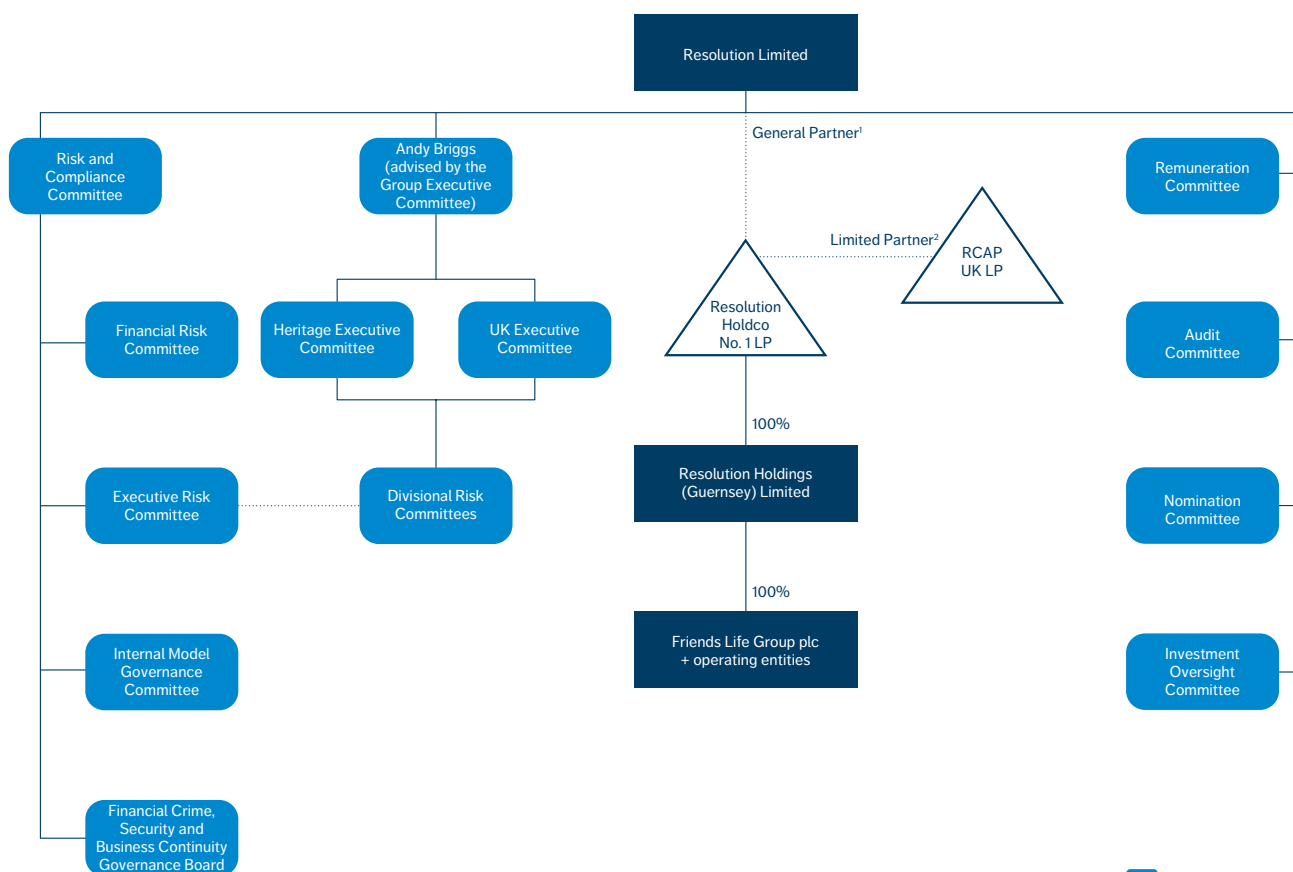 Resolution Limited
General Partner¹
Risk and
Compliance
Committee
Andy Briggs
(advised by the
Group Executive
Committee)
Remuneration
Committee
Limited Partner²
RCAP
UK LP
Financial Risk
Committee
Heritage Executive
Committee
UK Executive
Committee
Resolution
Holdco
No. 1 LP
Audit
Committee
100%
Executive Risk
Committee
Divisional Risk
Committees
Resolution Holdings
(Guernsey) Limited
Nomination
Committee
100%
Internal Model
Governance
Committee
Friends Life Group plc
+ operating entities
Investment
Oversight
Committee
Financial Crime,
Security and
Business Continuity
Governance Board